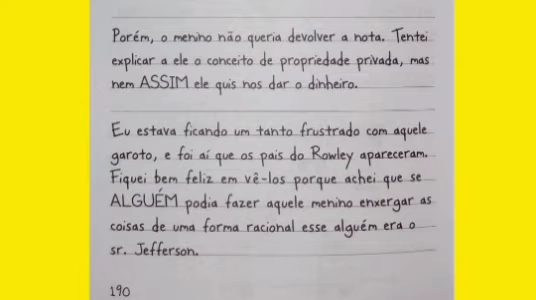 Porém, o menino não queria devolver a nota. Tentei
explicar a ele o conceito de propriedade privada, mas
nem ASSIM ele quis nos dar o dinheiro.
Eu estava ficando um tanto frustrado com aquele
garoto, e foi aí que os pais do Rowley apareceram.
Fiquei bem feliz em vê-los porque achei que se
ALGUÉM podia fazer aquele menino enxergar as
coisas de uma forma racional esse alguém era o
sr. Jefferson.
190